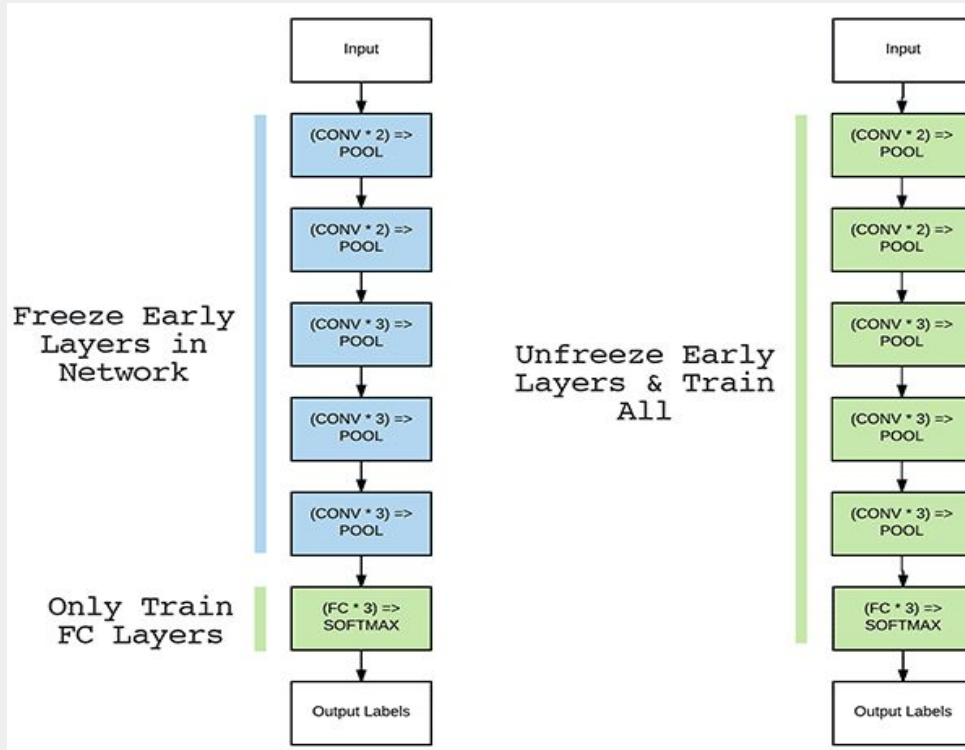 Input
(CONV * 2) =>
POOL
(CONV * 2) =>
POOL
(CONV * 3) =>
POOL
(CONV * 3) =>
POOL
(CONV * 3) =>
POOL
(FC * 3) =>
SOFTMAX
Output Labels
Freeze Early
Layers in
Network
Only Train
FC Layers
Input
(CONV * 2) =>
POOL
(CONV * 2) =>
POOL
(CONV * 3) =>
POOL
(CONV * 3) =>
POOL
(CONV * 3) =>
POOL
(FC * 3) =>
SOFTMAX
Output Labels
Unfreeze Early
Layers & Train
All